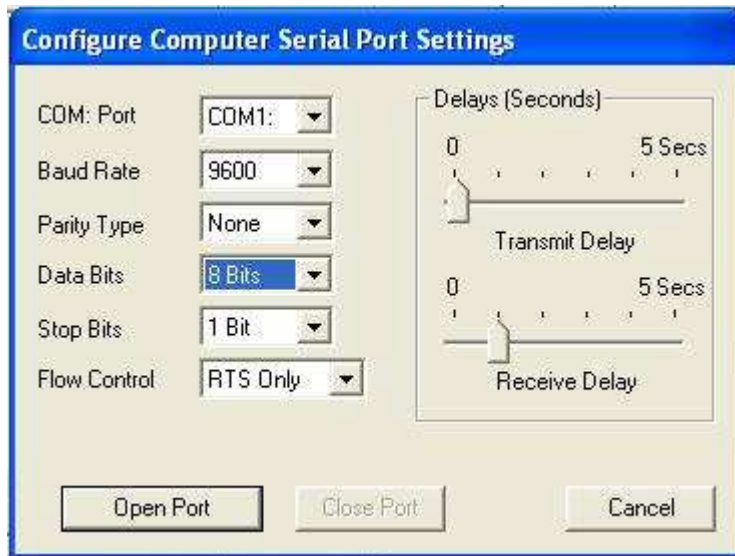 Configure Computer Serial Port Settings
COM: Port COM1:
Baud Rate 9600
Parity Type None
Data Bits 8 Bits
Stop Bits 1 Bit
Flow Control RTS Only
Delays (Seconds)
0 5 Secs
Transmit Delay
0 5 Secs
Receive Delay
Open Port Close Port Cancel